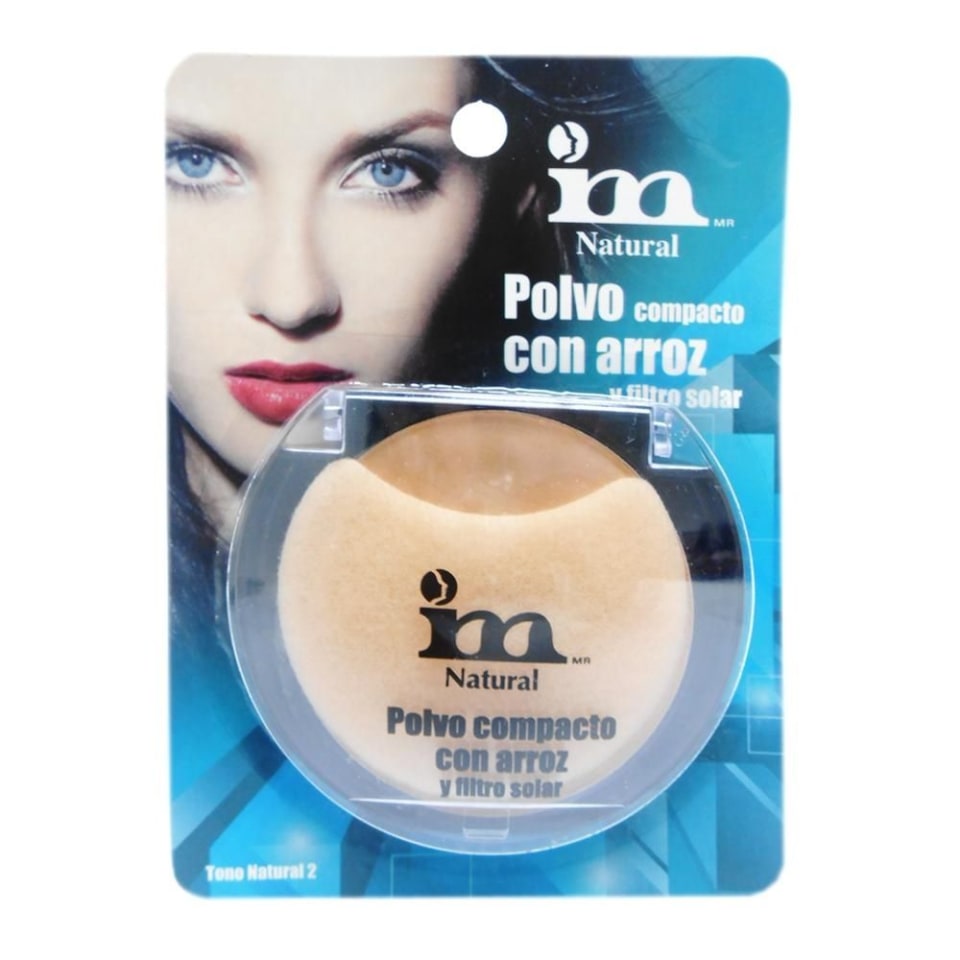 im MR
Natural
Polvo compacto
con arroz
y filtro solar
im MR
Natural
Polvo compacto
con arroz
y filtro solar
Tono Natural 2